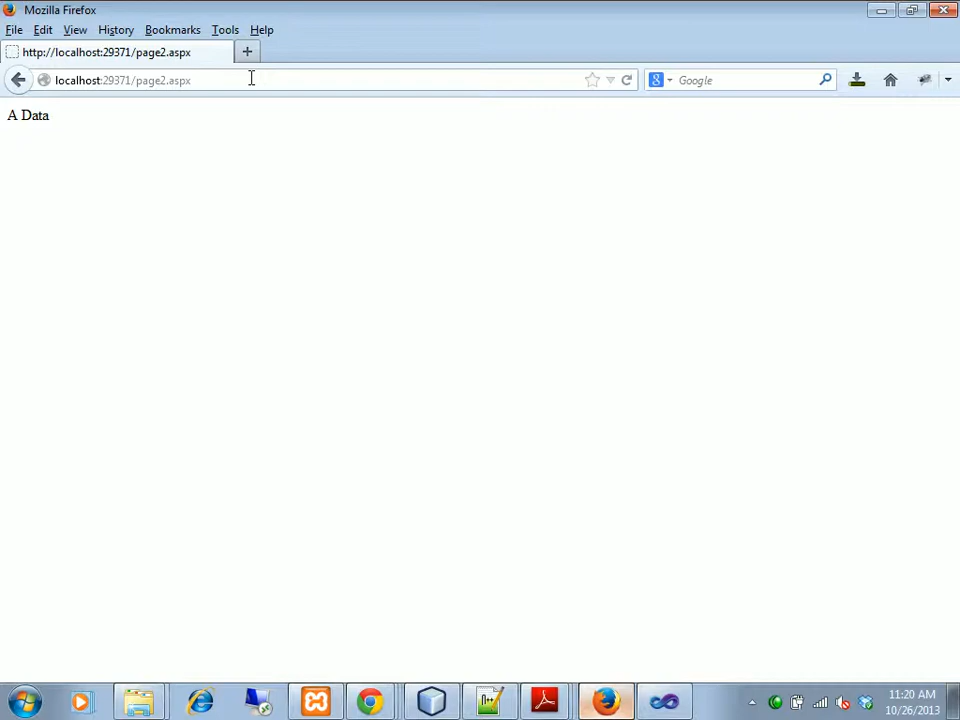 Mozilla Firefox
File Edit View History Bookmarks Tools Help
http://localhost:29371/page2.aspx
localhost:29371/page2.aspx
Google
A Data
11:20 AM
10/26/2013